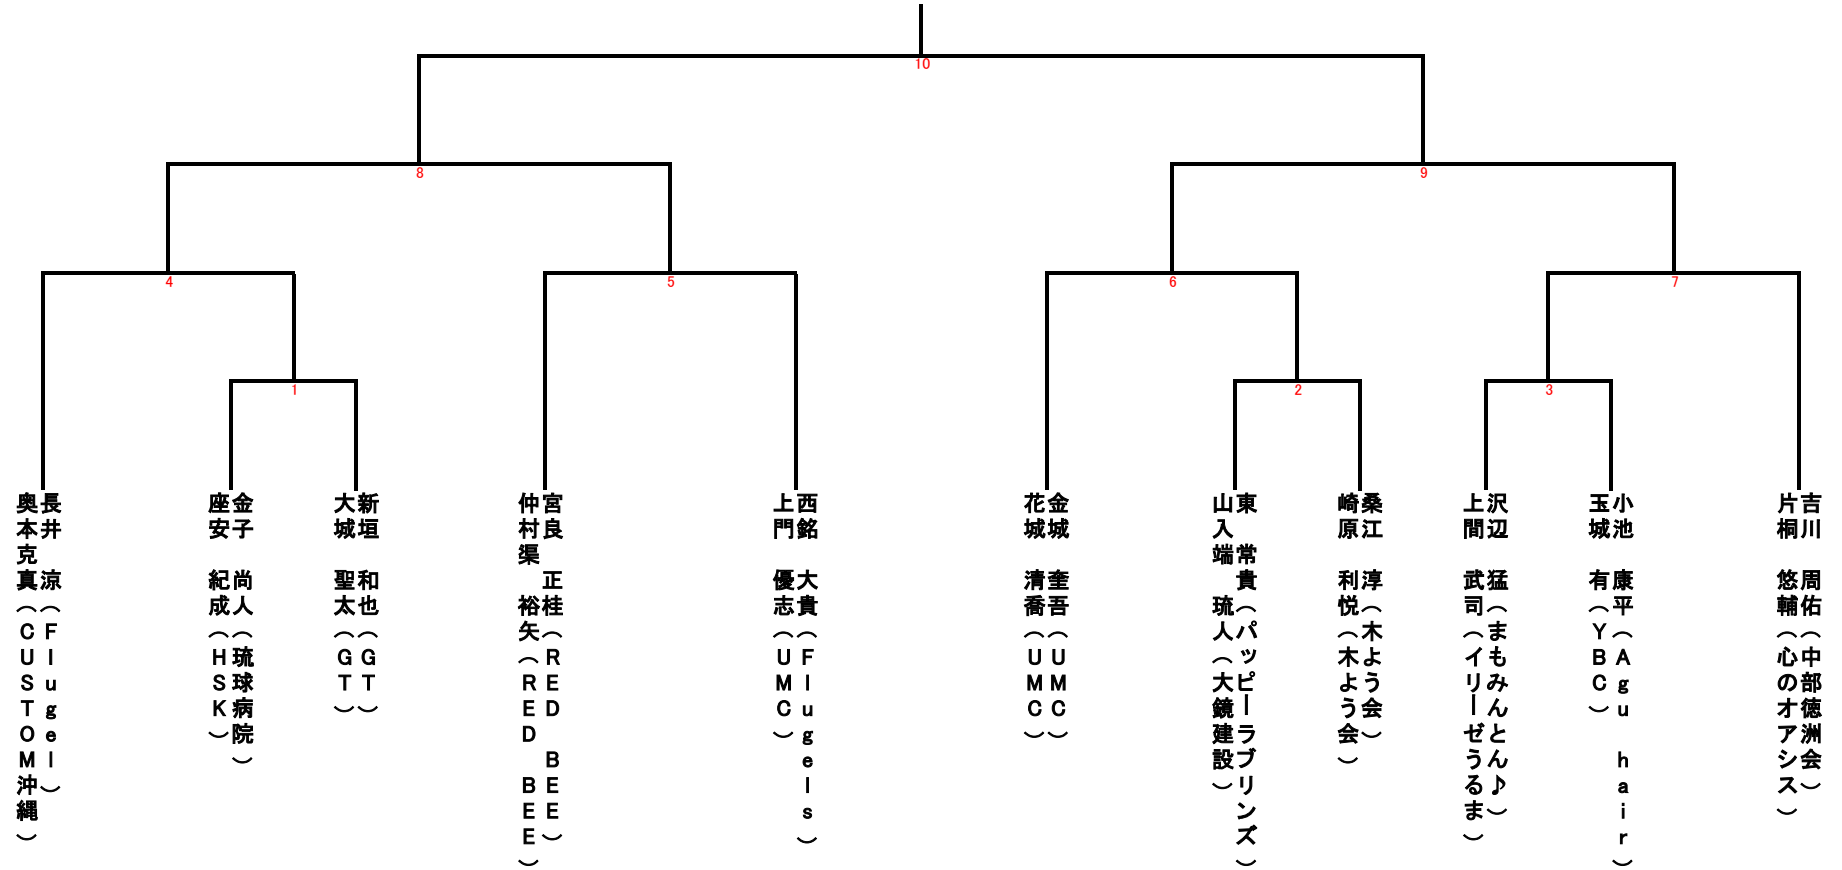 10
8
9
4
5
6
7
1
2
3
長井　涼（Ｆｌｕｇｅｌ）
奥本克真（ＣＵＳＴＯＭ沖縄）
金子　尚人（琉球病院）
座安　紀成（ＨＳＫ）
新垣　和也（ＧＴ）
大城　聖太（ＧＴ）
宮良　正桂（ＲＥＤ　ＢＥＥ）
仲村渠　裕矢（ＲＥＤ　ＢＥＥ）
西銘　大貴（Ｆｌｕｇｅｌｓ）
上門　優志（ＵＭＣ）
金城　奎吾（ＵＭＣ）
花城　清喬（ＵＭＣ）
東　常貴（パッピーラブリンズ）
山入端　琉人（大鏡建設）
桑江　淳（木よう会）
崎原　利悦（木よう会）
沢辺　猛（まもみんとん♪）
上間　武司（イリーゼうるま）
小池　康平（Ａｇｕ　ｈａｉｒ）
玉城　有（ＹＢＣ）
吉川　周佑（中部徳洲会）
片桐　悠輔（心のオアシス）